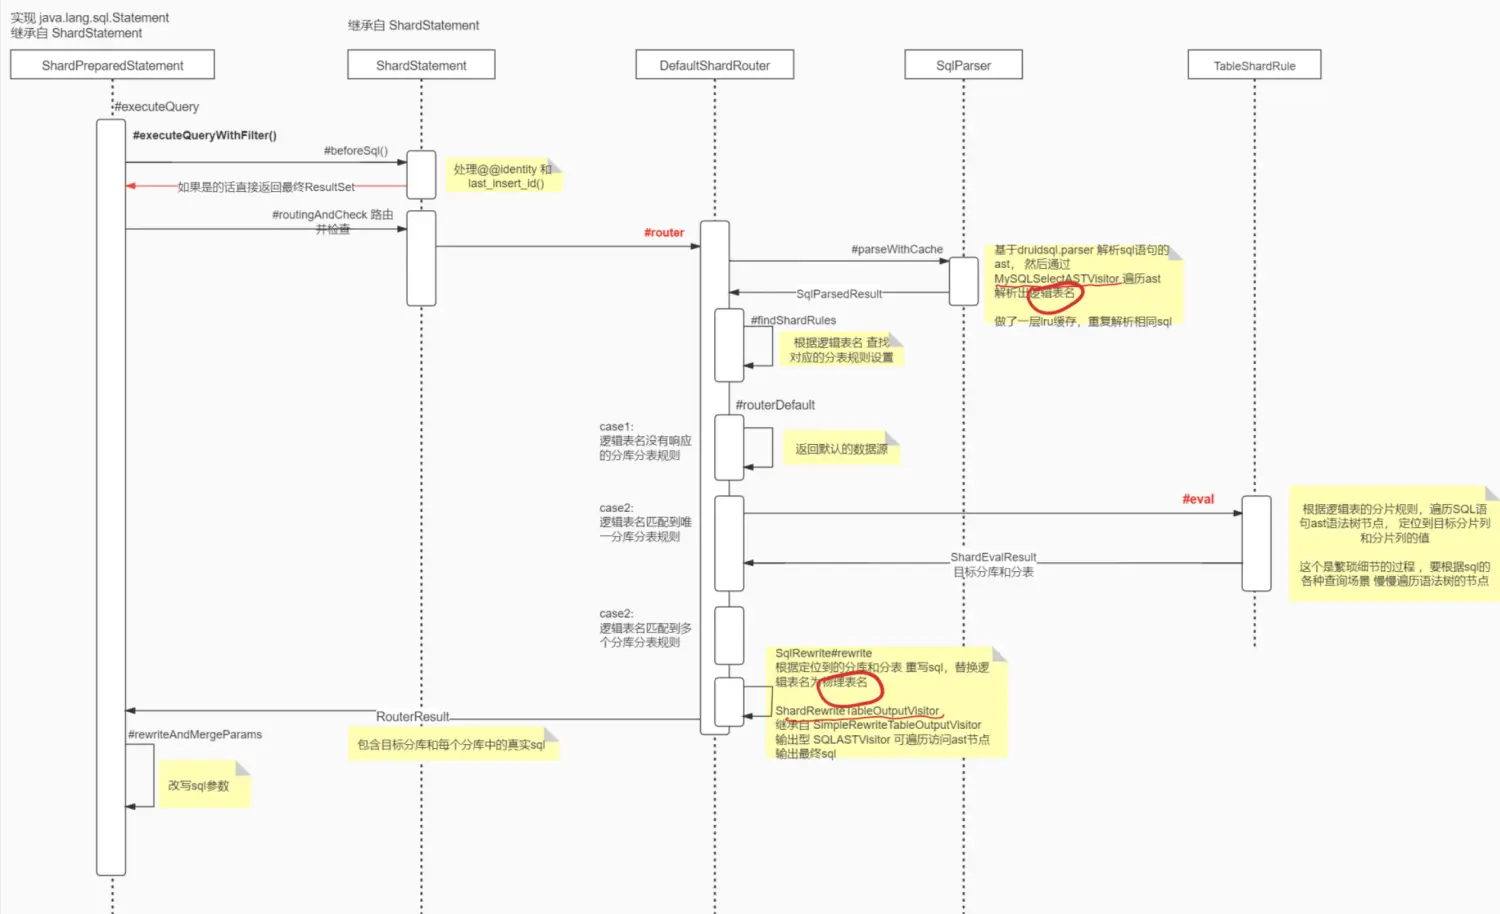 实现 java.lang.sql.Statement
继承自 ShardStatement
继承自 ShardStatement
ShardPreparedStatement
ShardStatement
DefaultShardRouter
SqlParser
TableShardRule
#executeQuery
#executeQueryWithFilter()
#beforeSql()
处理@@identity 和
last_insert_id()
如果是的话直接返回最终ResultSet
#routingAndCheck 路由
并检查
#router
#parseWithCache
基于druidsql.parser 解析sql语句的
ast， 然后通过
MySQLSelectASTVisitor 遍历ast
解析出逻辑表名
做了一层lru缓存，重复解析相同sql
SqlParsedResult
#findShardRules
根据逻辑表名 查找
对应的分表规则设置
#routerDefault
case1:
逻辑表名没有响应
的分库分表规则
返回默认的数据源
case2:
逻辑表名匹配到唯
一分库分表规则
#eval
根据逻辑表的分片规则，遍历SQL语
句ast语法树节点， 定位到目标分片列
和分片列的值
这个是繁琐细节的过程 ，要根据sql的
各种查询场景 慢慢遍历语法树的节点
ShardEvalResult
目标分库和分表
case2:
逻辑表名匹配到多
个分库分表规则
SqlRewrite#rewrite
根据定位到的分库和分表 重写sql，替换逻
辑表名为物理表名
ShardRewriteTableOutputVisitor
继承自 SimpleRewriteTableOutputVisitor
输出型 SQLASTVisitor 可遍历访问ast节点
输出最终sql
RouterResult
包含目标分库和每个分库中的真实sql
#rewriteAndMergeParams
改写sql参数